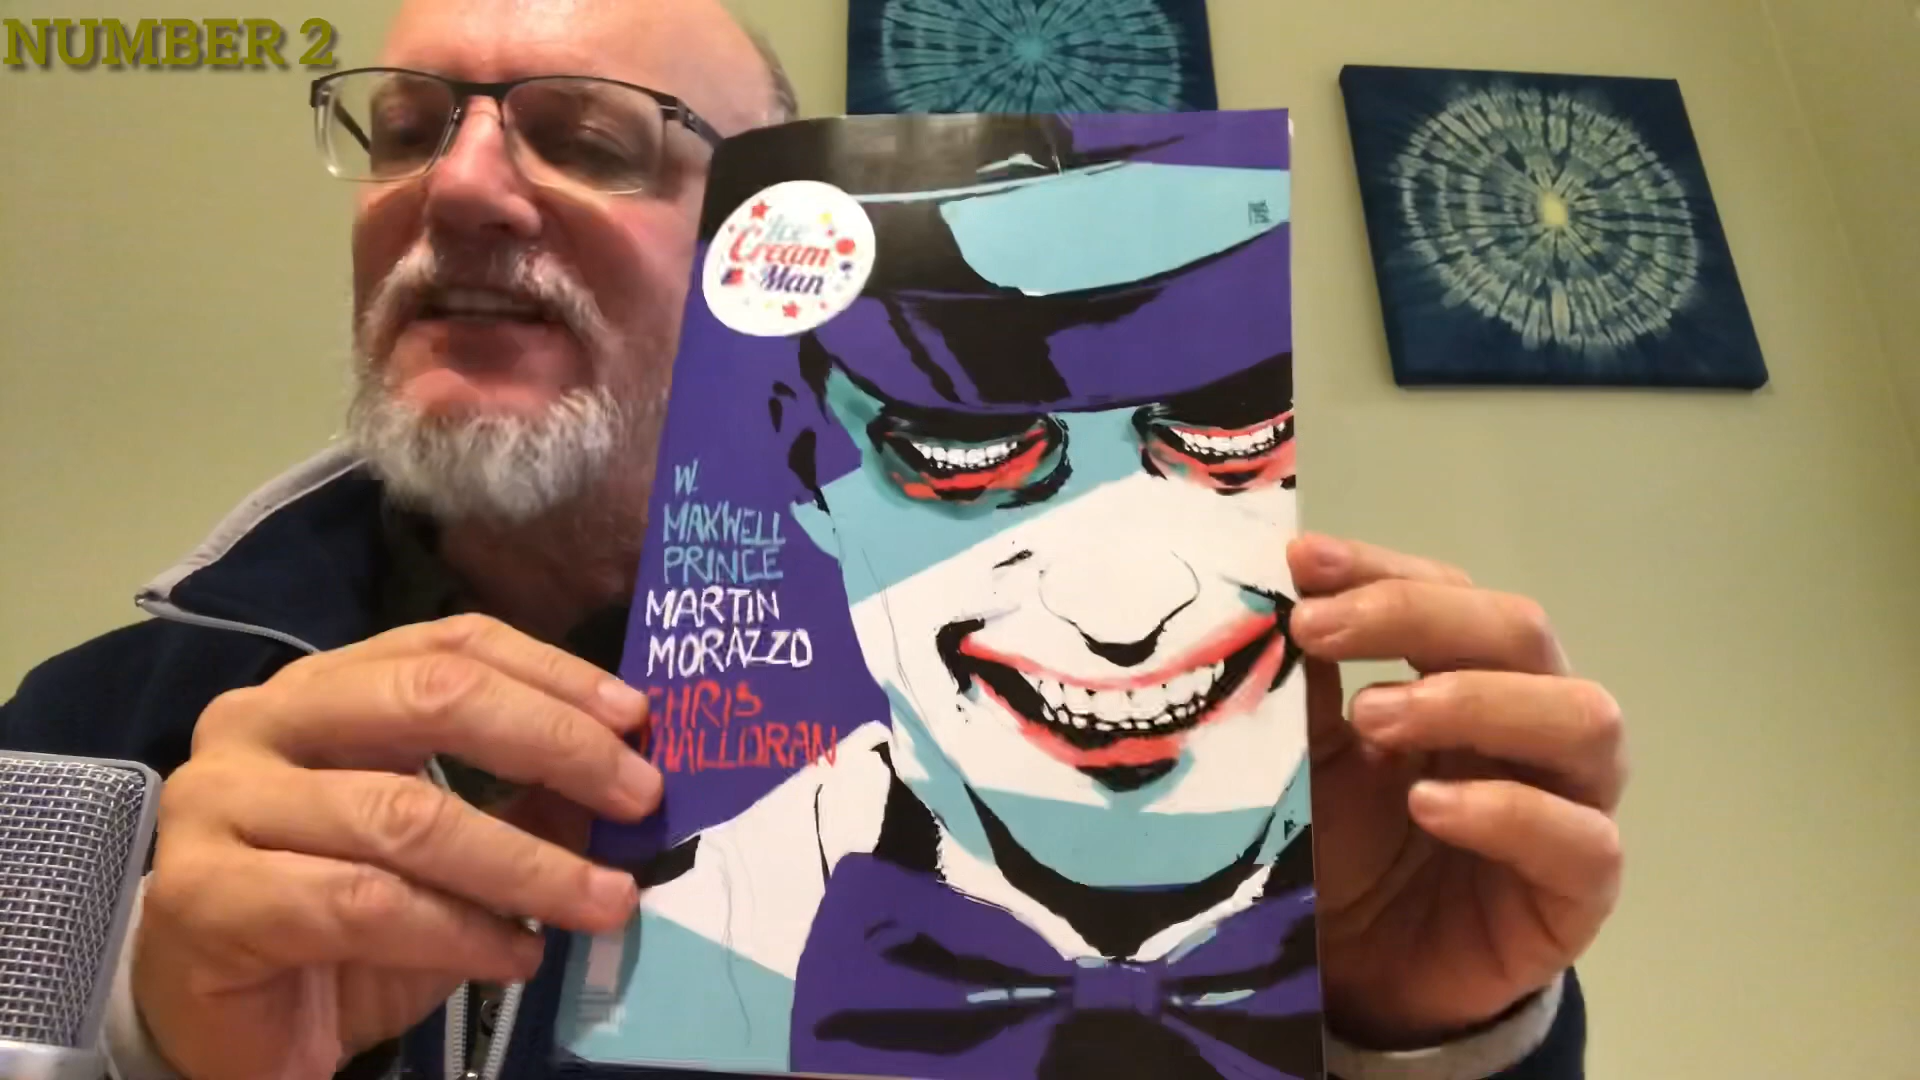 NUMBER 2
Ice
Cream
Man
W.
MAXWELL
PRINCE
MARTIN
MORAZZO
CHRIS
O'HALLORAN